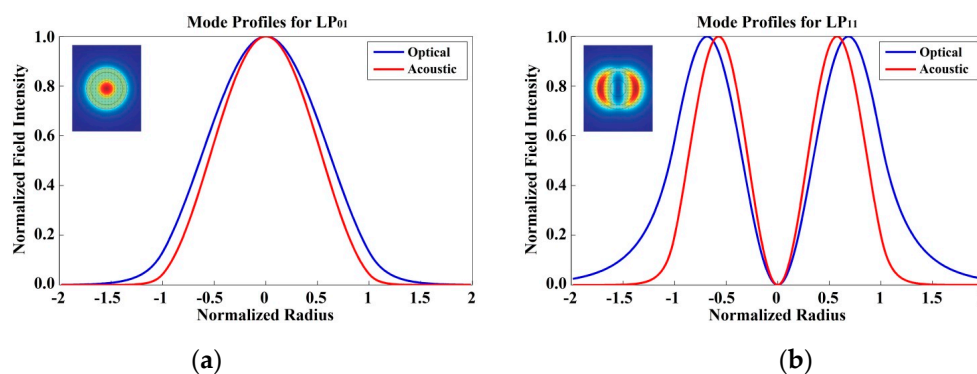 Mode Profiles for LP₀₁
Normalized Field Intensity
1.0
0.8
0.6
0.4
0.2
0.0
Optical
Acoustic
-2 -1.5 -1 -0.5 0 0.5 1 1.5 2
Normalized Radius
(a)
Mode Profiles for LP₁₁
Normalized Field Intensity
1.0
0.8
0.6
0.4
0.2
0.0
Optical
Acoustic
-2 -1.5 -1 -0.5 0 0.5 1 1.5
Normalized Radius
(b)